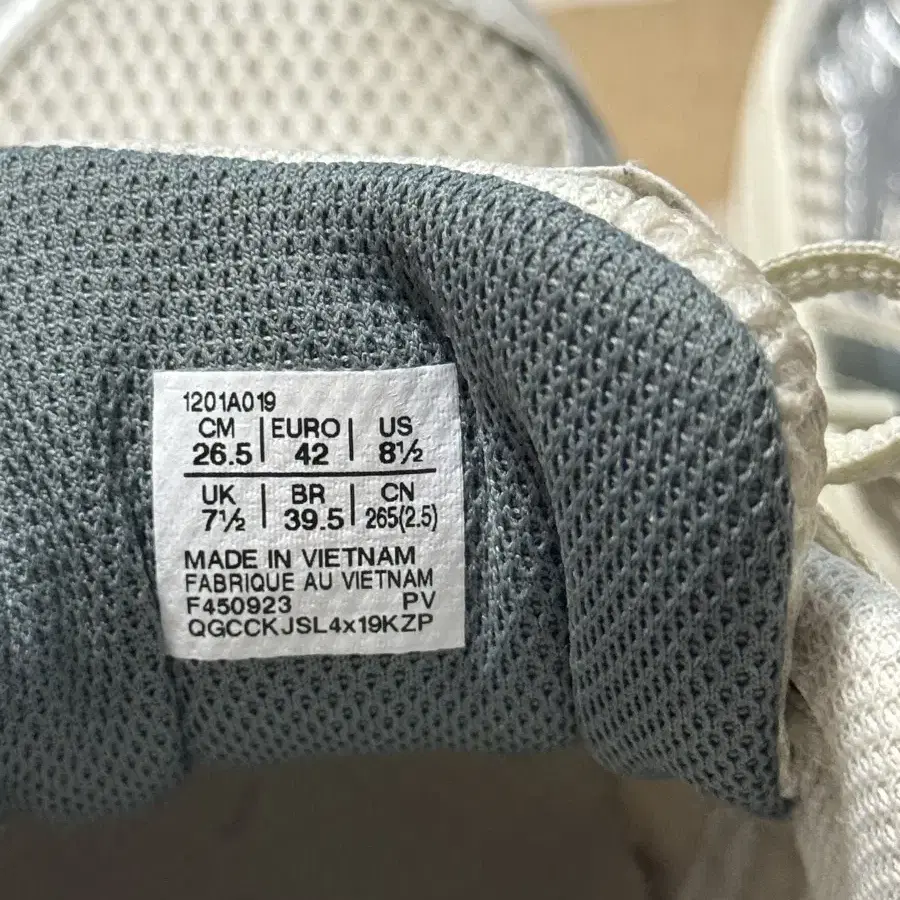 1201A019
CM | EURO | US
26.5 | 42 | 8½
UK | BR | CN
7½ | 39.5 | 265(2.5)
MADE IN VIETNAM
FABRIQUE AU VIETNAM
F450923 PV
QGCCKJSL4x19KZP